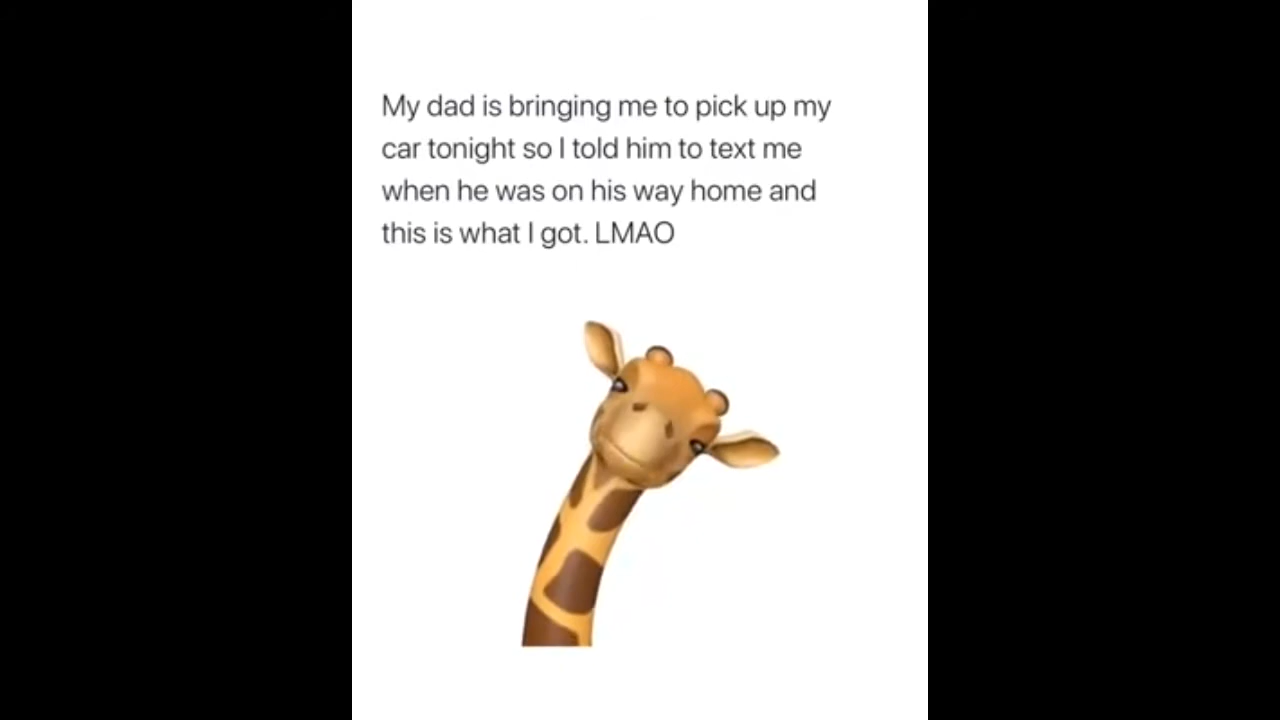 My dad is bringing me to pick up my
car tonight so I told him to text me
when he was on his way home and
this is what I got. LMAO